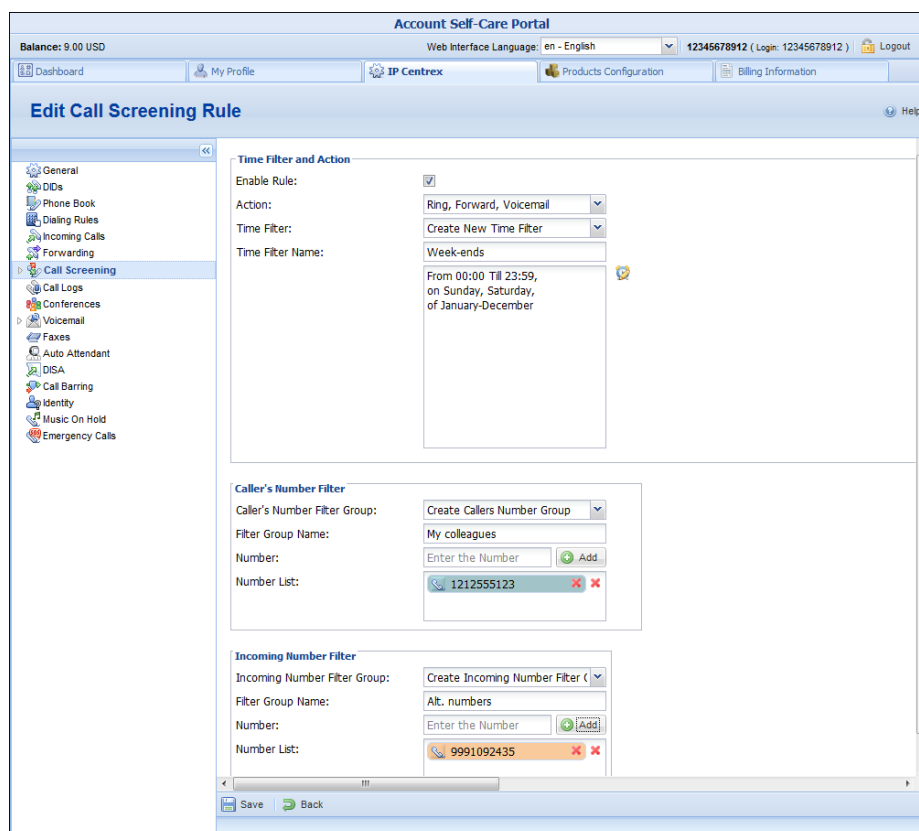 Account Self-Care Portal
Balance: 9.00 USD
Web Interface Language: en - English
12345678912 ( Login: 12345678912 )
Logout
Dashboard
My Profile
IP Centrex
Products Configuration
Billing Information
Edit Call Screening Rule
Help
General
DIDs
Phone Book
Dialing Rules
Incoming Calls
Forwarding
Call Screening
Call Logs
Conferences
Voicemail
Faxes
Auto Attendant
DISA
Call Barring
Identity
Music On Hold
Emergency Calls
Time Filter and Action
Enable Rule:
Action: Ring, Forward, Voicemail
Time Filter: Create New Time Filter
Time Filter Name: Week-ends
From 00:00 Till 23:59,
on Sunday, Saturday,
of January-December
Caller's Number Filter
Caller's Number Filter Group: Create Callers Number Group
Filter Group Name: My colleagues
Number: Enter the Number Add
Number List: 1212555123
Incoming Number Filter
Incoming Number Filter Group: Create Incoming Number Filter (
Filter Group Name: Alt. numbers
Number: Enter the Number Add
Number List: 9991092435
Save
Back